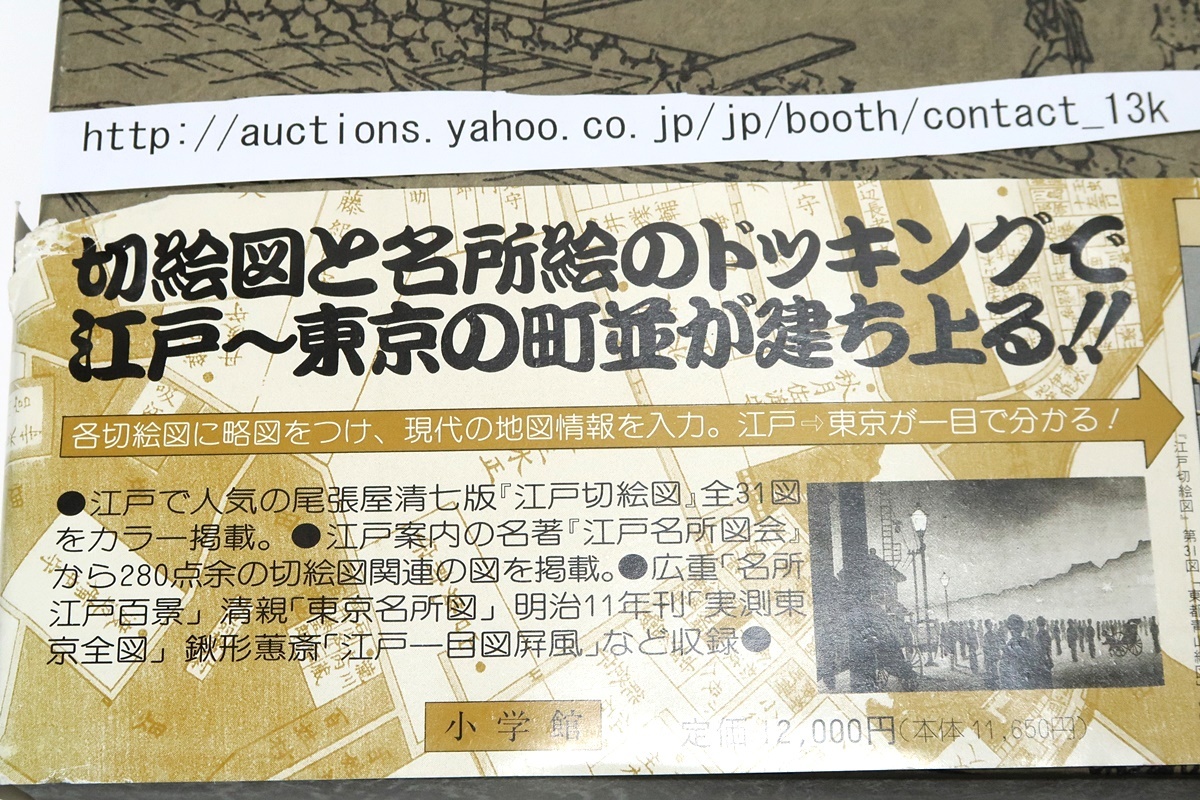 http://auctions.yahoo.co.jp/jp/booth/contact_13k
切絵図と名所絵のドッキングで
江戸〜東京の町並が建ち上る!!
各切絵図に略図をつけ、現代の地図情報を入力。江戸⇨東京が一目で分かる!
●江戸で人気の尾張屋清七版『江戸切絵図』全31図
をカラー掲載。●江戸案内の名著『江戸名所図会』
から280点余の切絵図関連の図を掲載。●広重「名所
江戸百景」清親「東京名所図」明治11年刊「実測東
京全図」鍬形蕙斎「江戸一目図屏風」など収録●
小学館
定価12,000円(本体11,650円)
『江戸切絵図』第31図